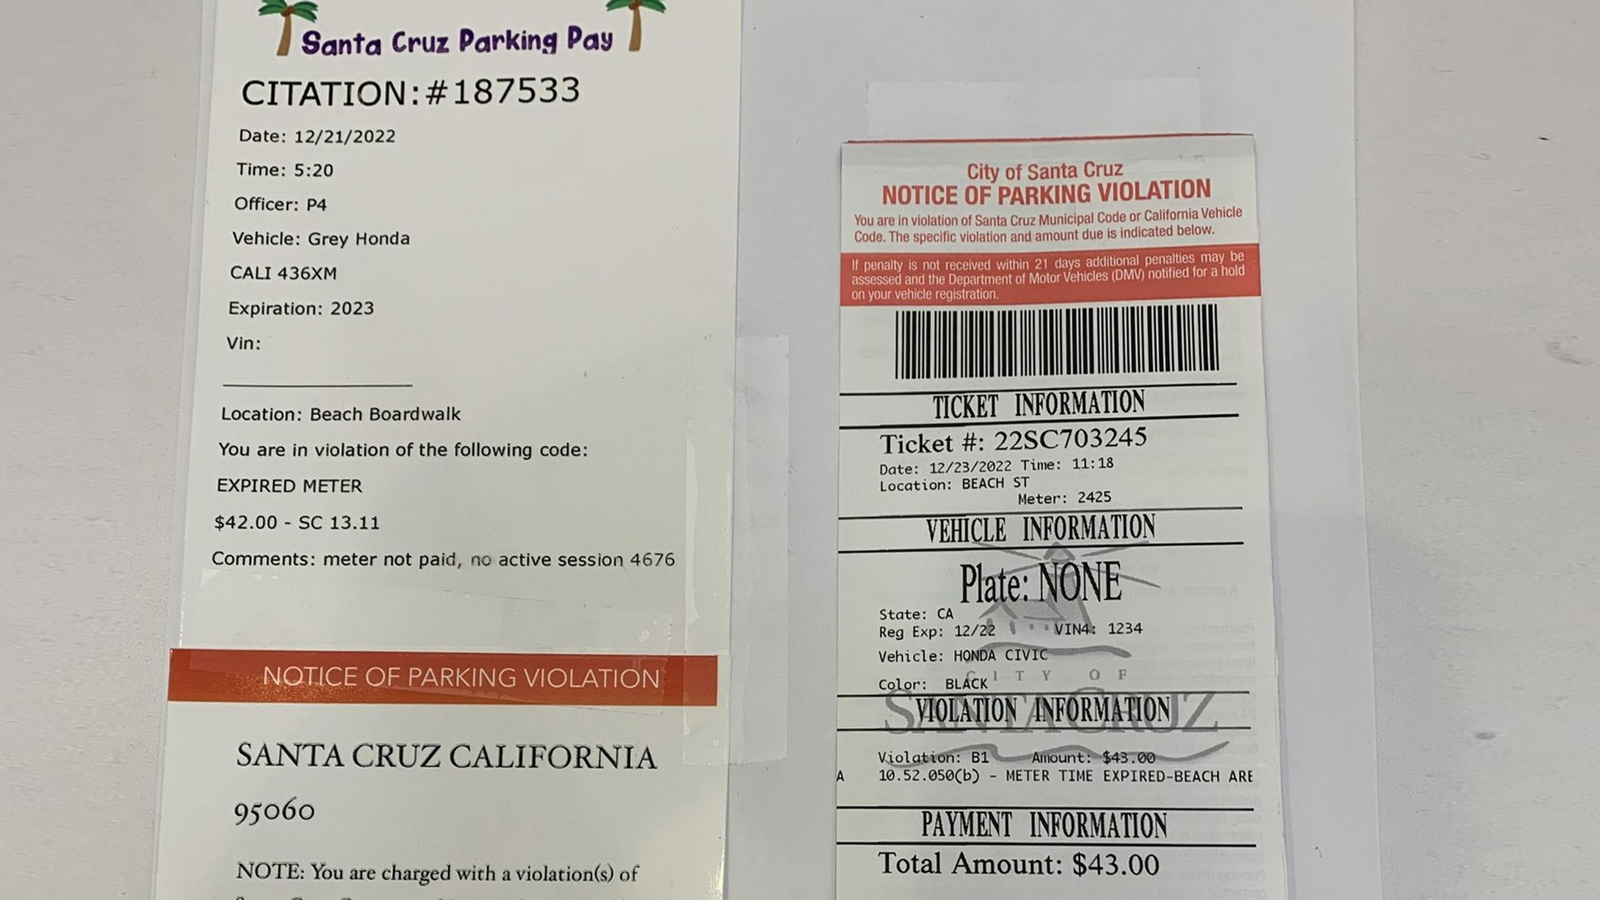 Santa Cruz Parking Pay
CITATION:#187533
Date: 12/21/2022
Time: 5:20
Officer: P4
Vehicle: Grey Honda
CALI 436XM
Expiration: 2023
Vin:
Location: Beach Boardwalk
You are in violation of the following code:
EXPIRED METER
$42.00 - SC 13.11
Comments: meter not paid, no active session 4676
NOTICE OF PARKING VIOLATION
SANTA CRUZ CALIFORNIA
95060
NOTE: You are charged with a violation(s) of
City of Santa Cruz
NOTICE OF PARKING VIOLATION
You are in violation of Santa Cruz Municipal Code or California Vehicle
Code. The specific violation and amount due is indicated below.
If penalty is not received within 21 days additional penalties may be
assessed and the Department of Motor Vehicles (DMV) notified for a hold
on your vehicle registration.
TICKET INFORMATION
Ticket #: 22SC703245
Date: 12/23/2022 Time: 11:18
Location: BEACH ST
Meter: 2425
VEHICLE INFORMATION
Plate: NONE
State: CA
Reg Exp: 12/22 VIN4: 1234
Vehicle: HONDA CIVIC
Color: BLACK
CITY OF
SANTA CRUZ
VIOLATION INFORMATION
Violation: B1 Amount: $43.00
A 10.52.050(b) - METER TIME EXPIRED-BEACH ARE
PAYMENT INFORMATION
Total Amount: $43.00